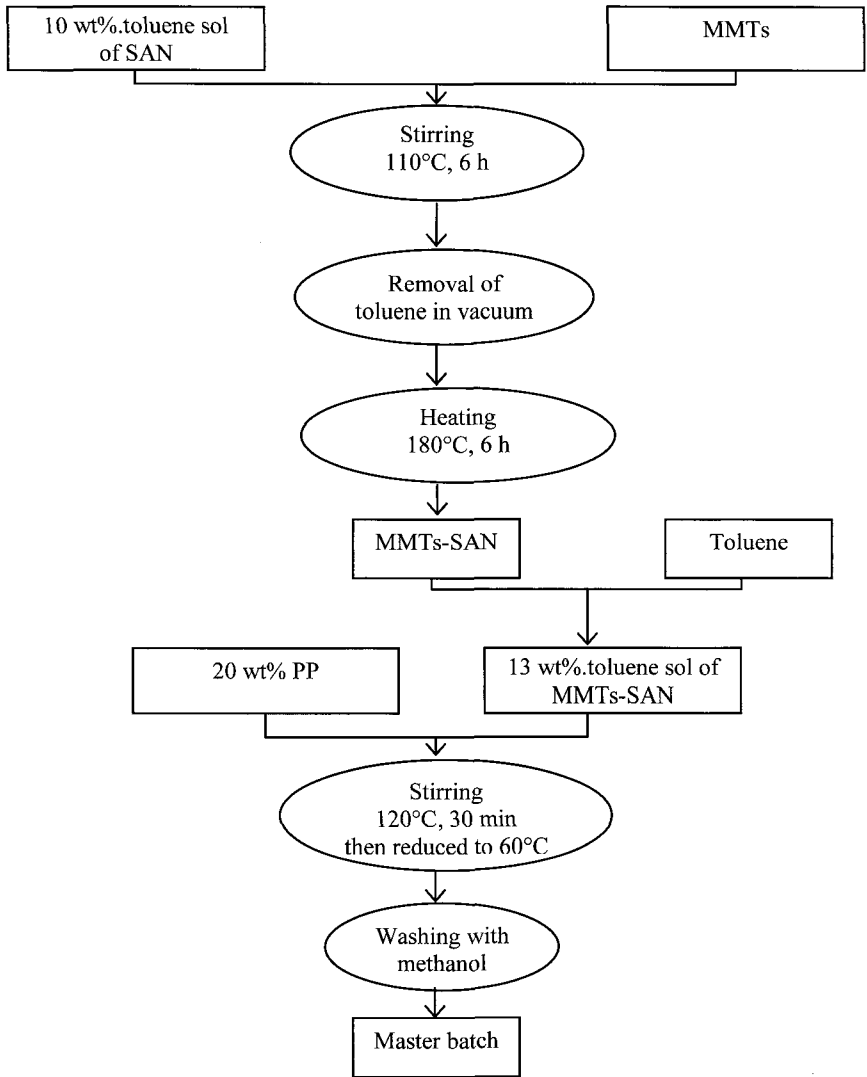 10 wt%.toluene sol
of SAN
MMTs
Stirring
110°C, 6 h
Removal of
toluene in vacuum
Heating
180°C, 6 h
MMTs-SAN
Toluene
20 wt% PP
13 wt%.toluene sol of
MMTs-SAN
Stirring
120°C, 30 min
then reduced to 60°C
Washing with
methanol
Master batch